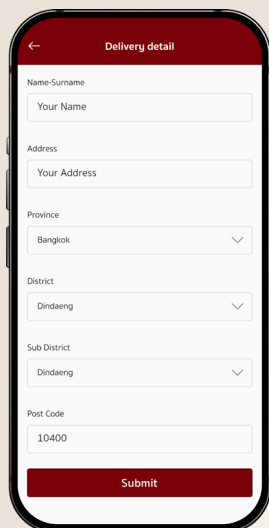 Delivery detail
Name-Surname
Your Name
Address
Your Address
Province
Bangkok
District
Dindaeng
Sub District
Dindaeng
Post Code
10400
Submit